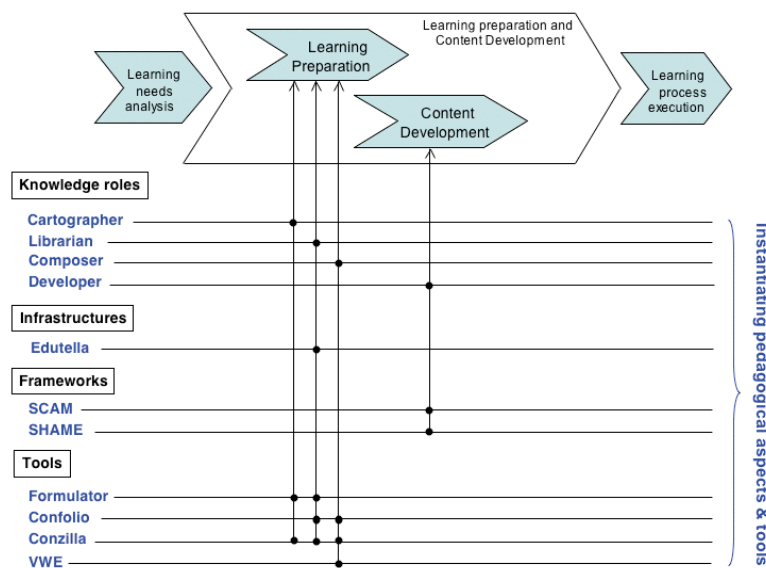 Learning preparation and
Content Development
Learning
Preparation
Learning
needs
analysis
Learning
process
execution
Content
Development
Knowledge roles
Cartographer
Librarian
Composer
Developer
Infrastructures
Edutella
Frameworks
SCAM
SHAME
Tools
Formulator
Confolio
Conzilla
VWE
Instantiating pedagogical aspects & tools